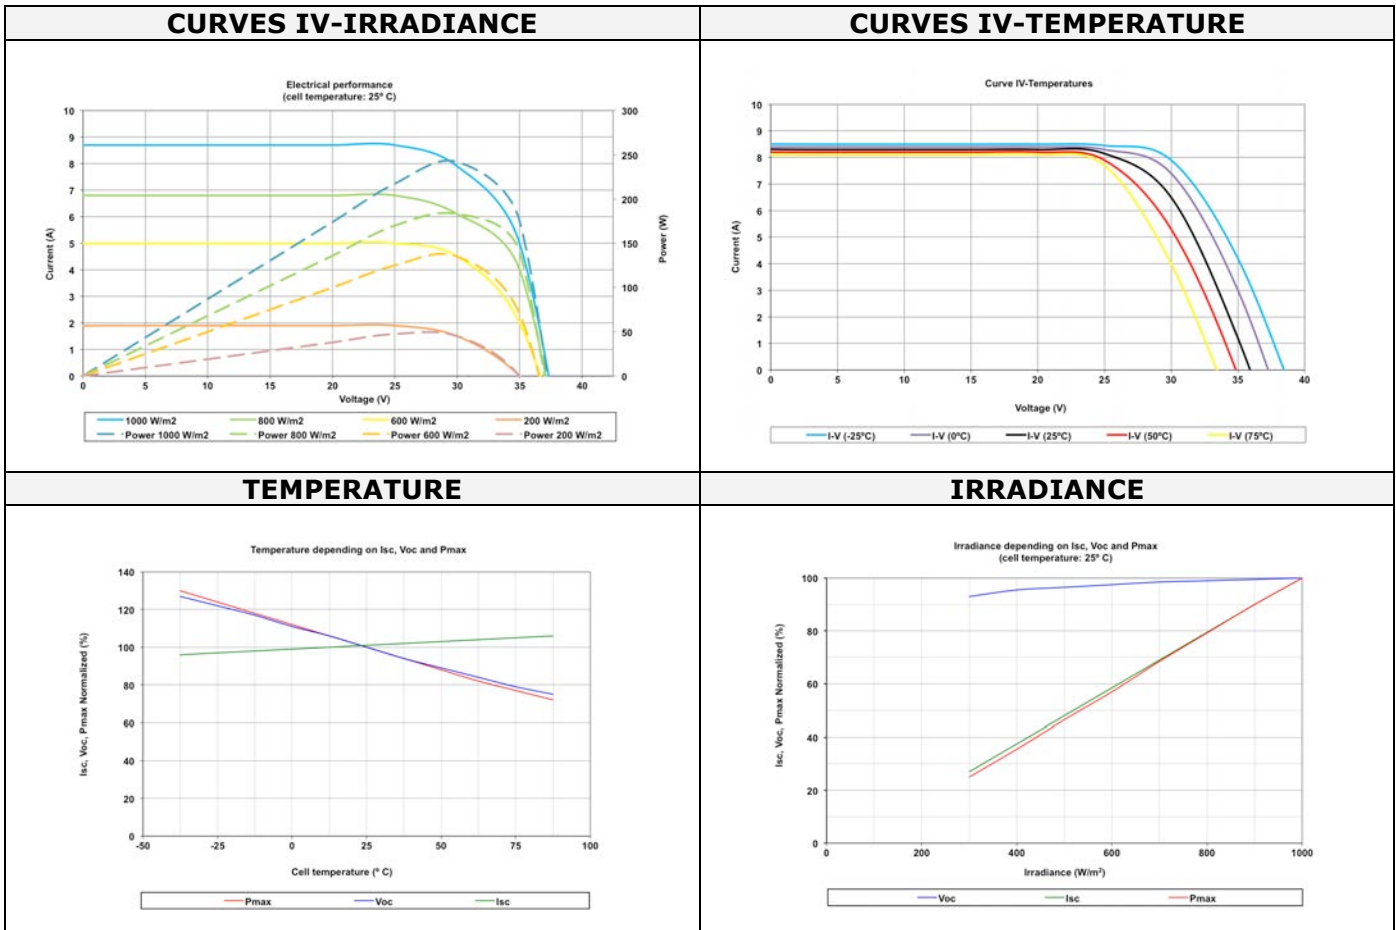 CURVES IV-IRRADIANCE
CURVES IV-TEMPERATURE
Electrical performance
(cell temperature: 25º C)
10
9
8
7
6
5
4
3
2
1
0
Current (A)
300
250
200
150
100
50
0
Power (W)
0 5 10 15 20 25 30 35 40
Voltage (V)
1000 W/m2 800 W/m2 600 W/m2 200 W/m2
Power 1000 W/m2 Power 800 W/m2 Power 600 W/m2 Power 200 W/m2
Curve IV-Temperatures
10
9
8
7
6
5
4
3
2
1
0
Current (A)
0 5 10 15 20 25 30 35 40
Voltage (V)
I-V (-25ºC) I-V (0ºC) I-V (25ºC) I-V (50ºC) I-V (75ºC)
TEMPERATURE
IRRADIANCE
Temperature depending on Isc, Voc and Pmax
140
120
100
80
60
40
20
0
Isc, Voc, Pmax Normalized (%)
-50 -25 0 25 50 75 100
Cell temperature (º C)
Pmax Voc Isc
Irradiance depending on Isc, Voc and Pmax
(cell temperature: 25º C)
100
80
60
40
20
0
Isc, Voc, Pmax Normalized (%)
0 200 400 600 800 1000
Irradiance (W/m²)
Voc Isc Pmax